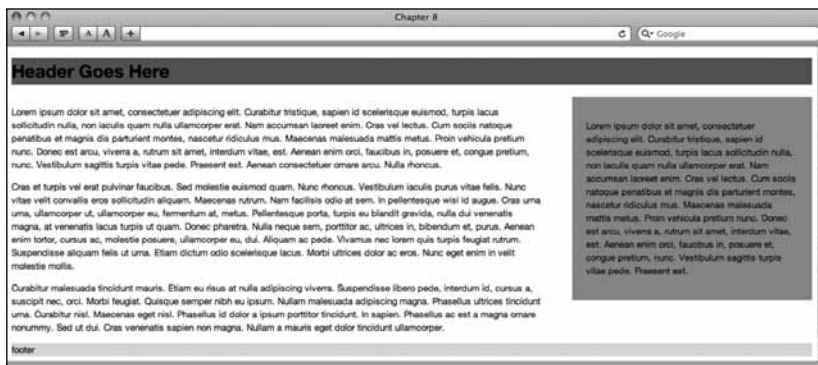 Chapter 8
A A + Google
Header Goes Here
Lorem ipsum dolor sit amet, consectetuer adipiscing elit. Curabitur tristique, sapien id scelerisque euismod, turpis lacus
sollicitudin nulla, non iaculis quam nulla ullamcorper erat. Nam accumsan laoreet enim. Cras vel lectus. Cum sociis natoque
penatibus et magnis dis parturient montes, nascetur ridiculus mus. Maecenas malesuada mattis metus. Proin vehicula pretium
nunc. Donec est arcu, viverra a, rutrum sit amet, interdum vitae, est. Aenean enim orci, faucibus in, posuere et, congue pretium,
nunc. Vestibulum sagittis turpis vitae pede. Praesent est. Aenean consectetuer ornare arcu. Nulla rhoncus.
Cras et turpis vel erat pulvinar faucibus. Sed molestie euismod quam. Nunc rhoncus. Vestibulum iaculis purus vitae felis. Nunc
vitae velit convallis eros sollicitudin aliquam. Maecenas rutrum. Nam facilisis odio at sem. In pellentesque wisi id augue. Cras urna
urna, ullamcorper ut, ullamcorper eu, fermentum at, metus. Pellentesque porta, turpis eu blandit gravida, nulla dui venenatis
magna, at venenatis lacus turpis ut quam. Donec pharetra. Nulla neque sem, porttitor ac, ultrices in, bibendum et, purus. Aenean
enim tortor, cursus ac, molestie posuere, ullamcorper eu, dui. Aliquam ac pede. Vivamus nec lorem quis turpis feugiat rutrum.
Suspendisse aliquam felis ut urna. Etiam dictum odio scelerisque lacus. Morbi ultrices dolor ac eros. Nunc eget enim in velit
molestie mollis.
Curabitur malesuada tincidunt mauris. Etiam eu risus at nulla adipiscing viverra. Suspendisse libero pede, interdum id, cursus a,
suscipit nec, orci. Morbi feugiat. Quisque semper nibh eu ipsum. Nullam malesuada adipiscing magna. Phasellus ultrices tincidunt
urna. Curabitur nisl. Maecenas eget nisl. Phasellus id dolor a ipsum porttitor tincidunt. In sapien. Phasellus ac est a magna ornare
nonummy. Sed ut dui. Cras venenatis sapien non magna. Nullam a mauris eget dolor tincidunt ullamcorper.
Lorem ipsum dolor sit amet, consectetuer
adipiscing elit. Curabitur tristique, sapien id
scelerisque euismod, turpis lacus sollicitudin
nulla, non iaculis quam nulla ullamcorper erat. Nam
accumsan laoreet enim. Cras vel lectus. Cum sociis
natoque penatibus et magnis dis parturient montes,
nascetur ridiculus mus. Maecenas malesuada
mattis metus. Proin vehicula pretium nunc. Donec
est arcu, viverra a, rutrum sit amet, interdum vitae,
est. Aenean enim orci, faucibus in, posuere et,
congue pretium, nunc. Vestibulum sagittis turpis
vitae pede. Praesent est.
footer